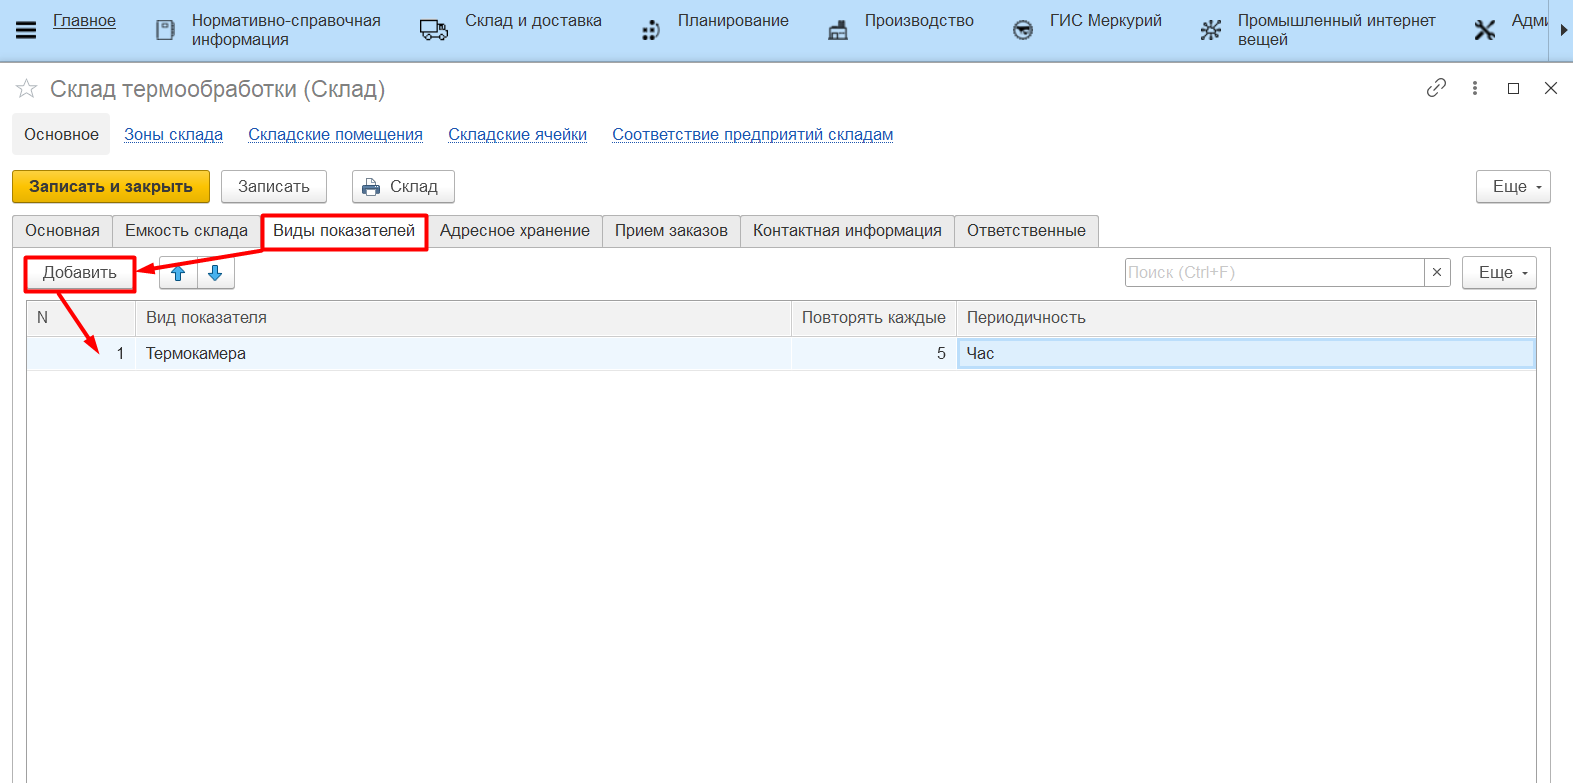 Главное
Нормативно-справочная
информация
Склад и доставка
Планирование
Производство
ГИС Меркурий
Промышленный интернет
вещей
Склад термообработки (Склад)
Основное Зоны склада Складские помещения Складские ячейки Соответствие предприятий складам
Записать и закрыть Записать Склад Еще
Основная Емкость склада Виды показателей Адресное хранение Прием заказов Контактная информация Ответственные
Добавить Поиск (Ctrl+F) × Еще
N Вид показателя Повторять каждые Периодичность
1 Термокамера 5 Час